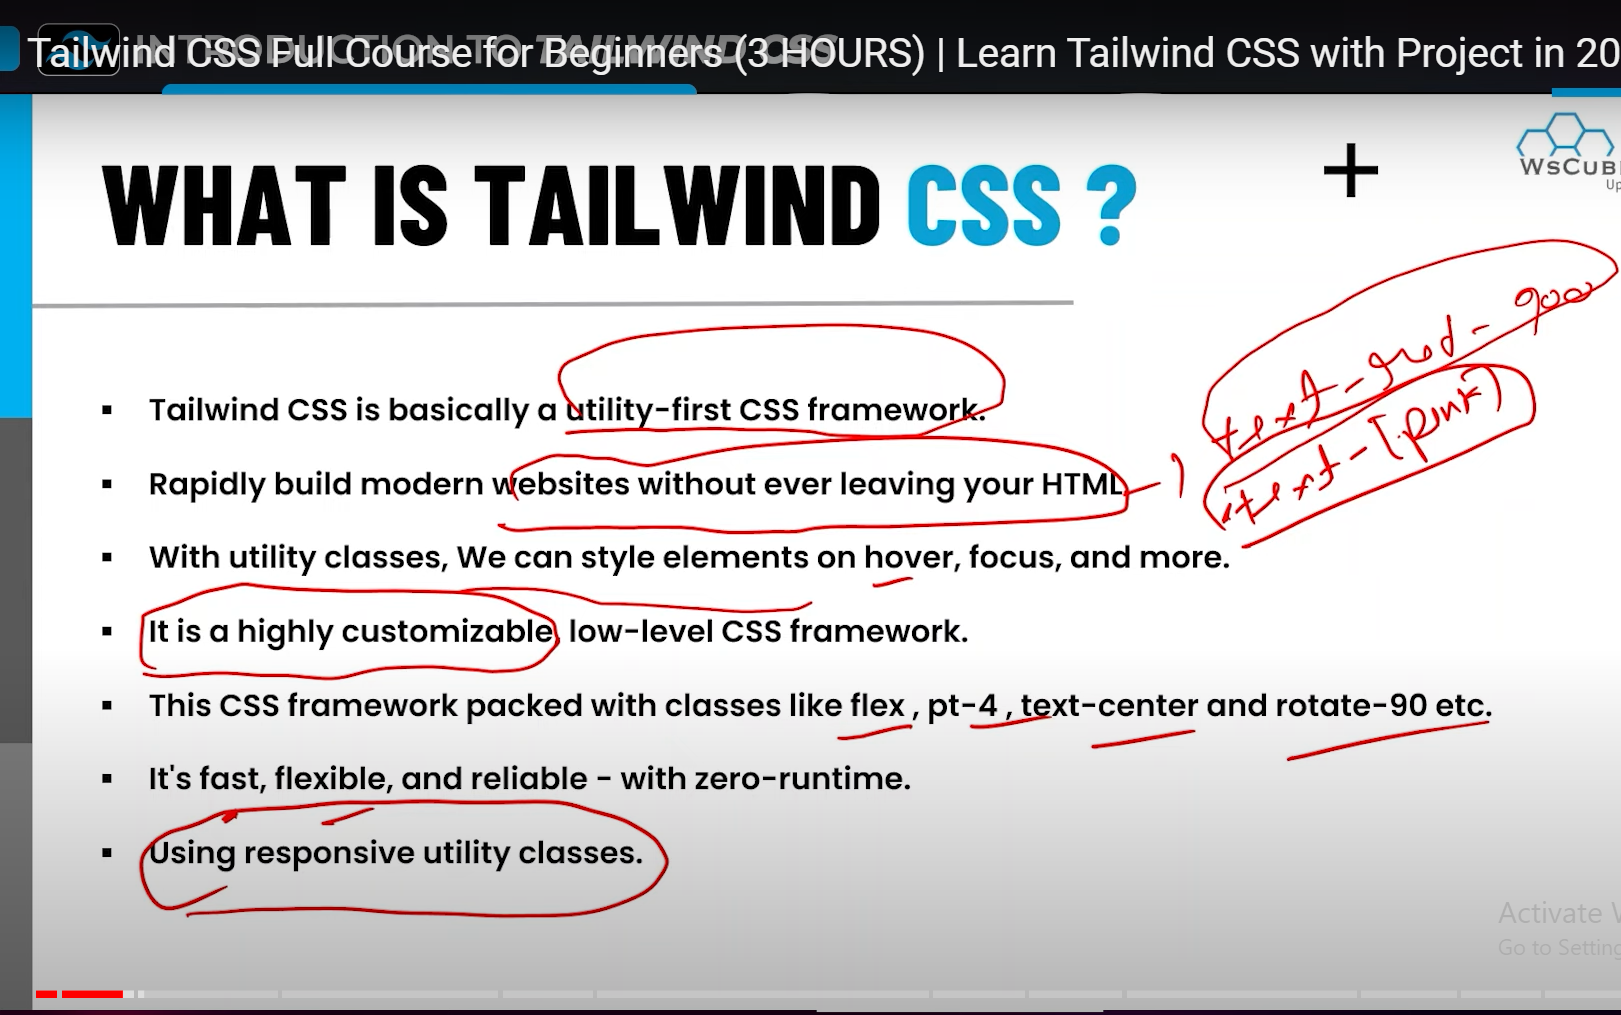 INTRODUCTION TO TAILWIND CSS
Tailwind CSS Full Course for Beginners (3 HOURS) | Learn Tailwind CSS with Project in 20
WHAT IS TAILWIND CSS ?
+
WsCub
Up
▪ Tailwind CSS is basically a utility-first CSS framework.
▪ Rapidly build modern websites without ever leaving your HTML
▪ With utility classes, We can style elements on hover, focus, and more.
▪ It is a highly customizable, low-level CSS framework.
▪ This CSS framework packed with classes like flex , pt-4 , text-center and rotate-90 etc.
▪ It's fast, flexible, and reliable - with zero-runtime.
▪ Using responsive utility classes.
text-red-900
text-[pink]
Activate
Go to Setting